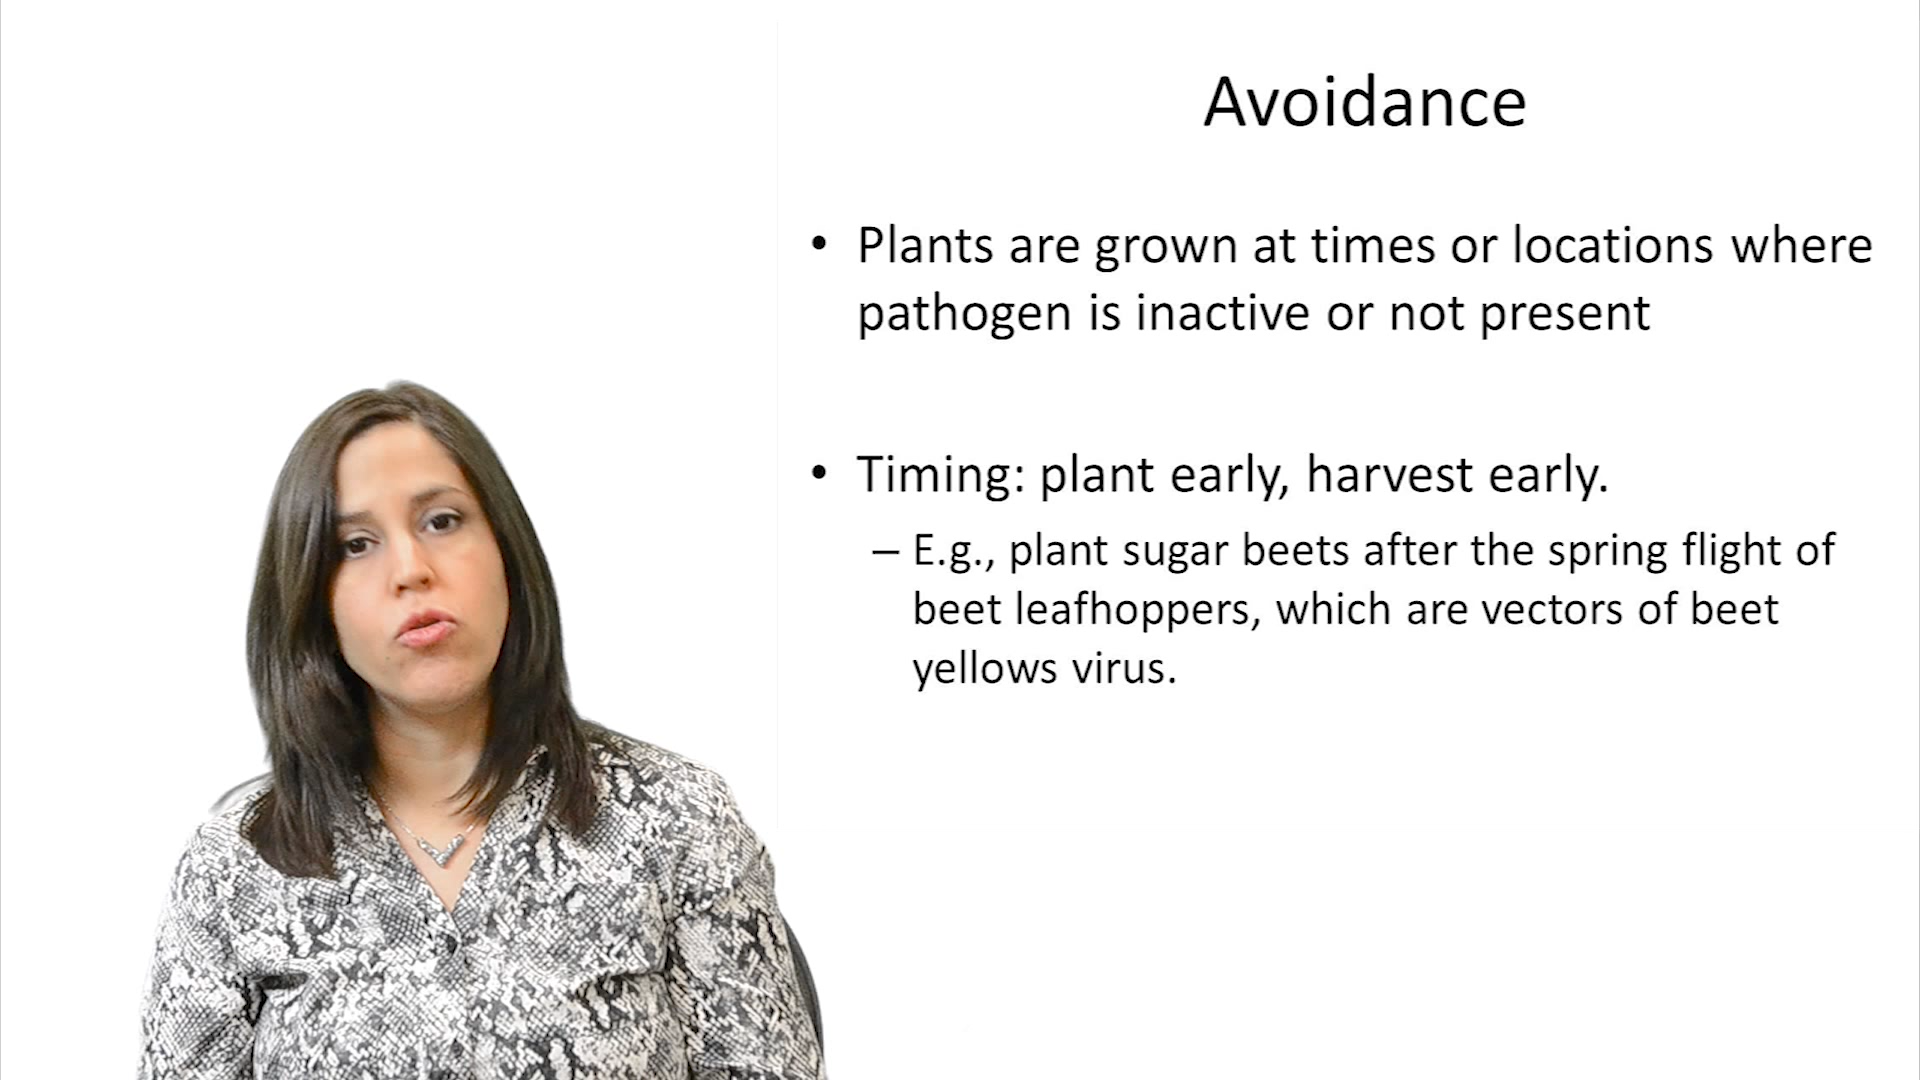 Avoidance
• Plants are grown at times or locations where
pathogen is inactive or not present
• Timing: plant early, harvest early.
– E.g., plant sugar beets after the spring flight of
beet leafhoppers, which are vectors of beet
yellows virus.